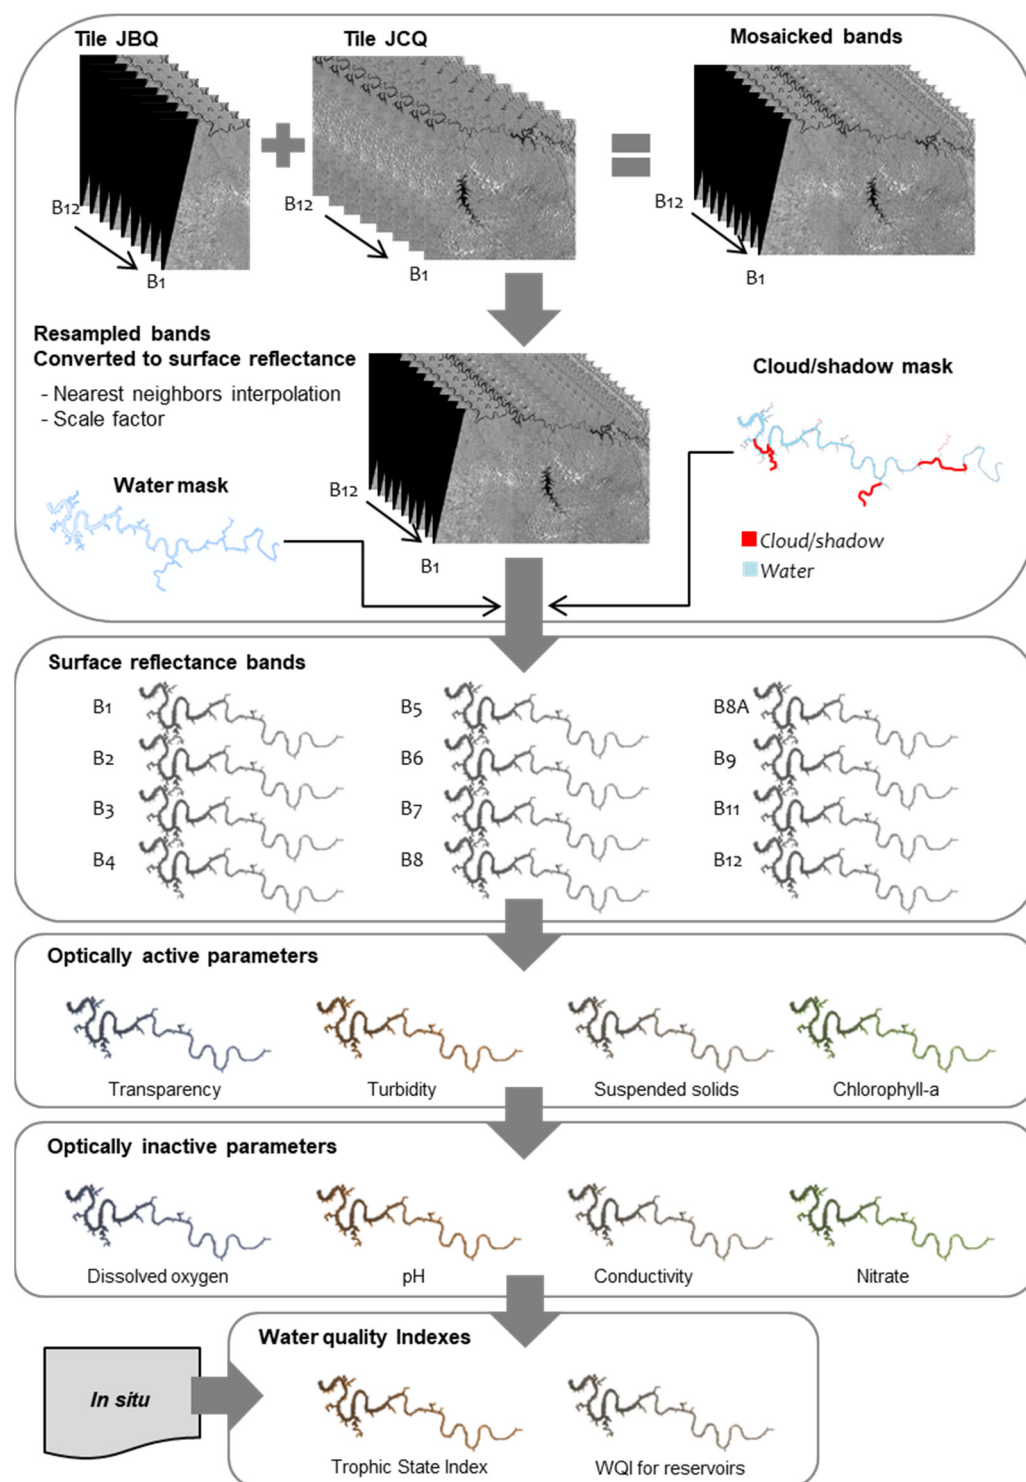 Tile JBQ
Tile JCQ
Mosaicked bands
B12
B1
B12
B1
B12
B1
Resampled bands
Converted to surface reflectance
- Nearest neighbors interpolation
- Scale factor
Cloud/shadow mask
Water mask
B12
B1
Cloud/shadow
Water
Surface reflectance bands
B1
B5
B8A
B2
B6
B9
B3
B7
B11
B4
B8
B12
Optically active parameters
Transparency
Turbidity
Suspended solids
Chlorophyll-a
Optically inactive parameters
Dissolved oxygen
pH
Conductivity
Nitrate
Water quality Indexes
In situ
Trophic State Index
WQI for reservoirs